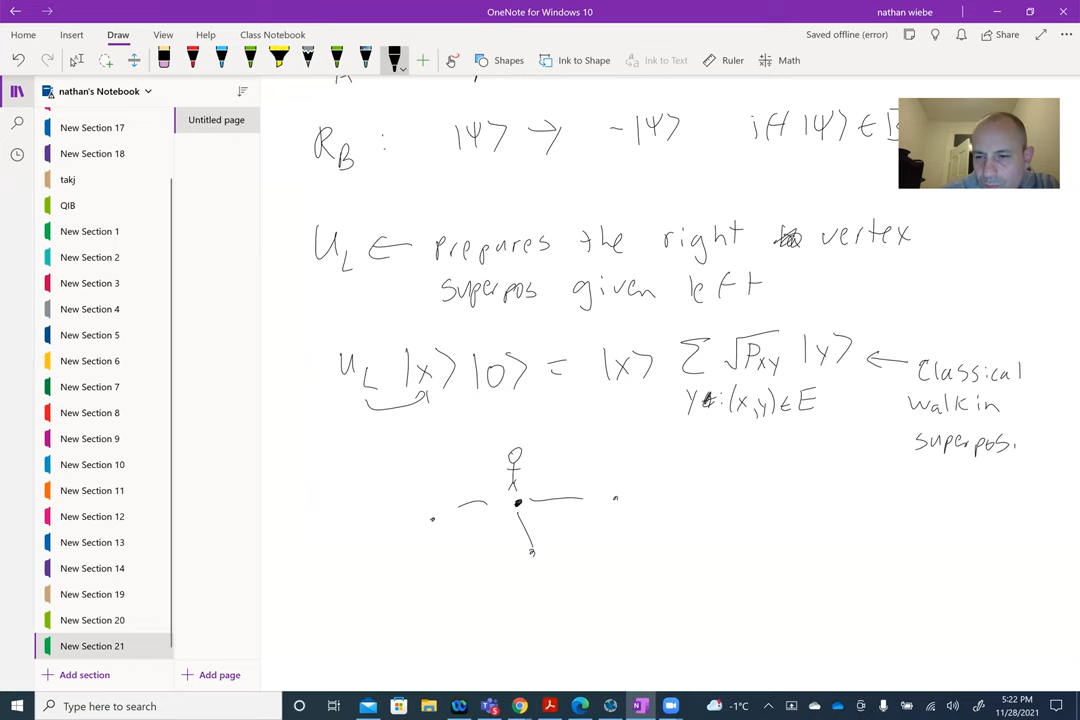 OneNote for Windows 10
nathan wiebe
Home Insert Draw View Help Class Notebook
Saved offline (error) Share
Shapes Ink to Shape Ink to Text Ruler Math
nathan's Notebook
Untitled page
New Section 17
New Section 18
takj
QIB
New Section 1
New Section 2
New Section 3
New Section 4
New Section 5
New Section 6
New Section 7
New Section 8
New Section 9
New Section 10
New Section 11
New Section 12
New Section 13
New Section 14
New Section 19
New Section 20
New Section 21
Add section
Add page
R_B : |ψ⟩ → -|ψ⟩ iff |ψ⟩ ∈
U_L ← prepares the right vertex
superpos given left
U_L |x⟩ |0⟩ = |x⟩ Σ √P_xy |y⟩ ←
y : (x,y) ∈ E
Classical
walk in
superpos.
Type here to search
-1°C
5:22 PM
11/28/2021